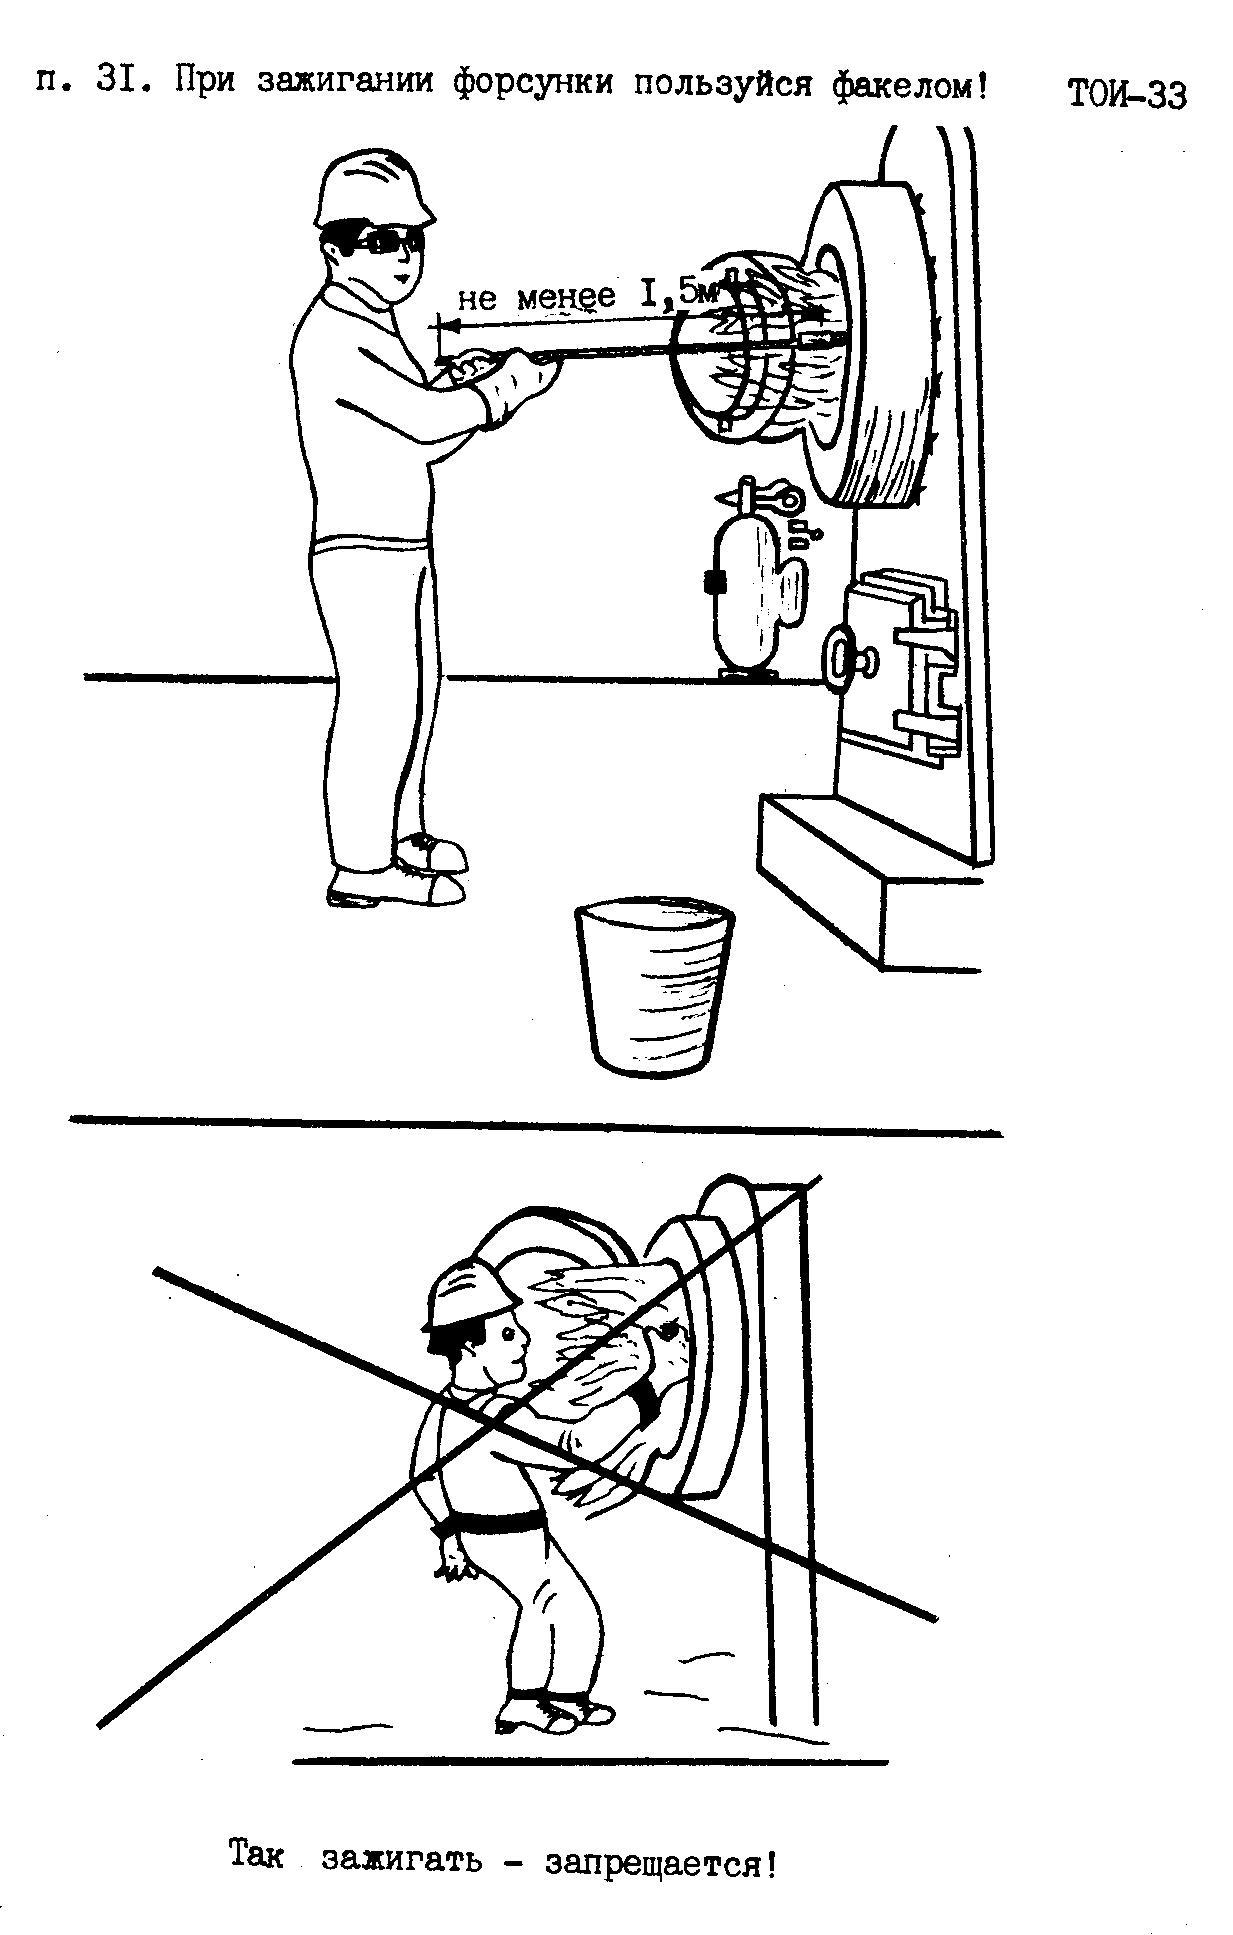 п. 3I. При зажигании форсунки пользуйся факелом! ТОИ-33
не менее I,5м
Так зажигать - запрещается!